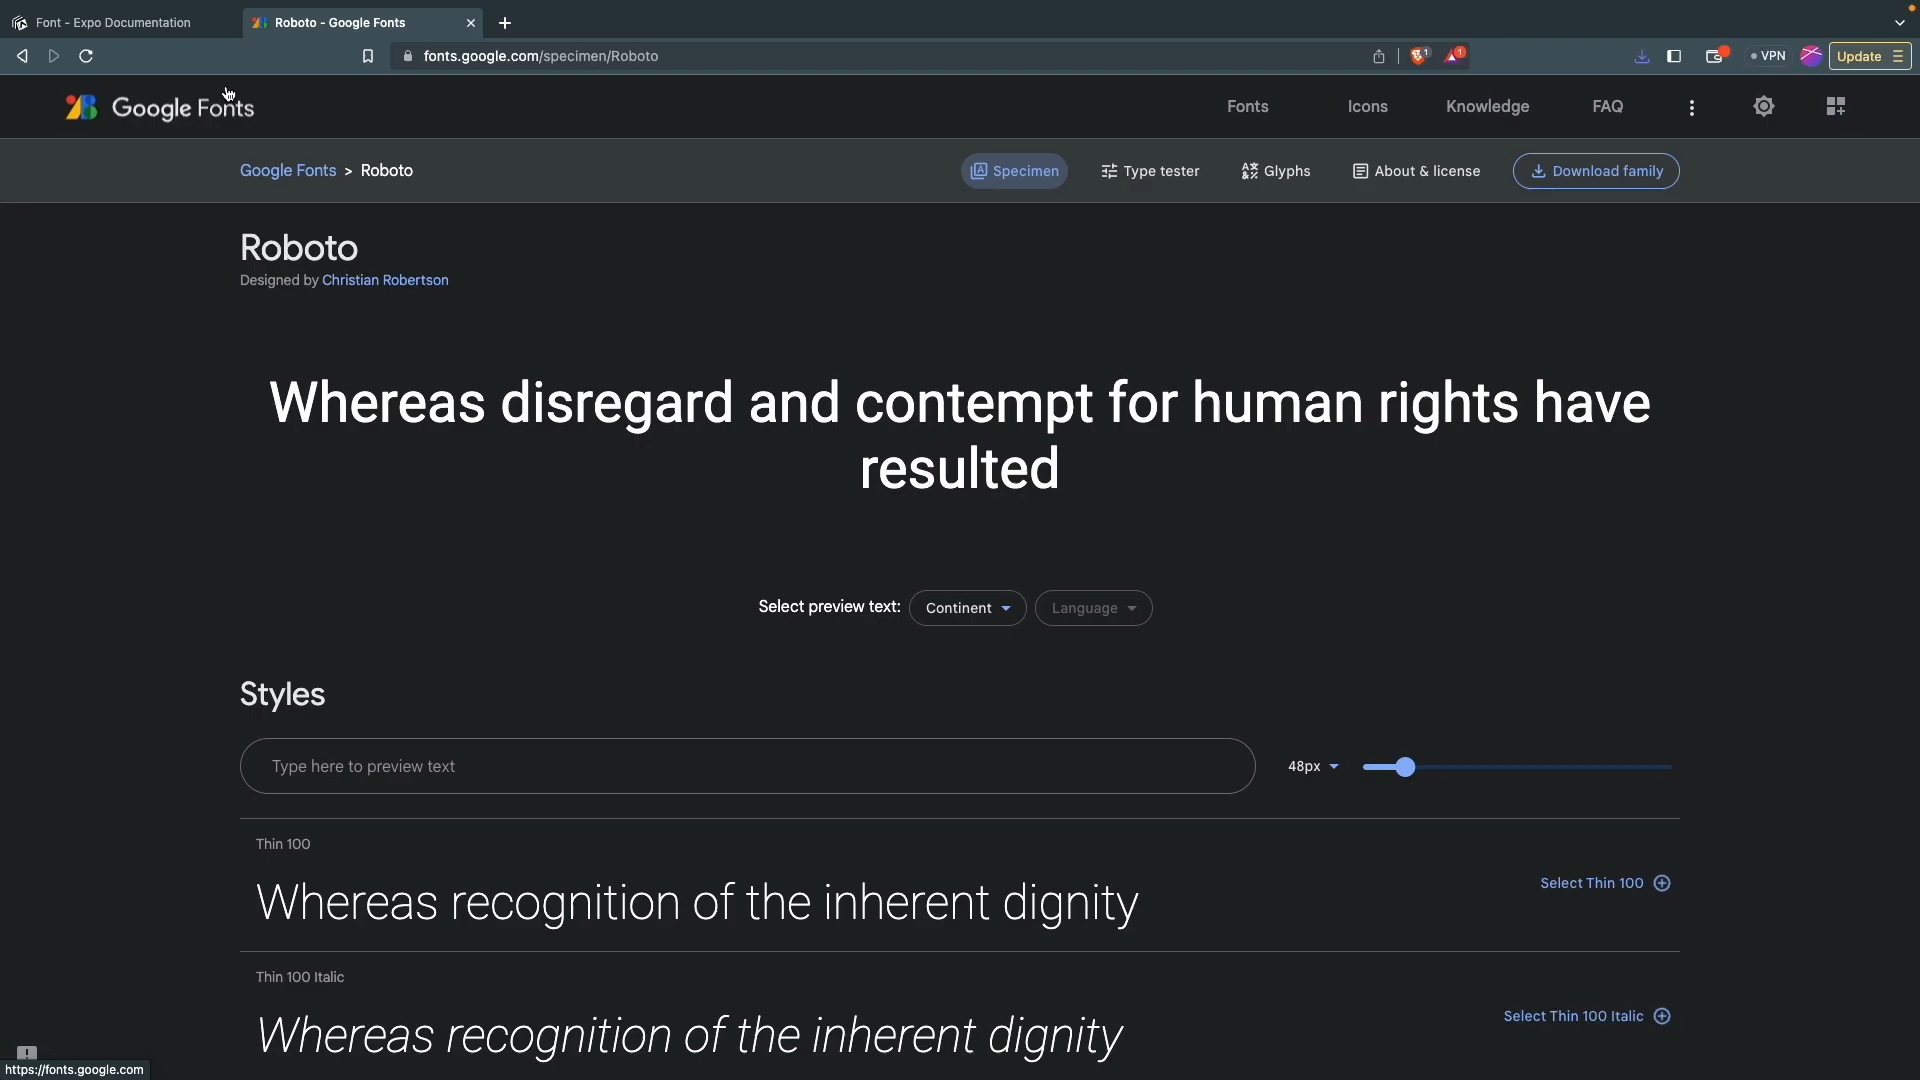 Font - Expo Documentation
Roboto - Google Fonts
fonts.google.com/specimen/Roboto
1
1
VPN
Update
Google Fonts
Fonts
Icons
Knowledge
FAQ
Google Fonts > Roboto
Specimen
Type tester
Glyphs
About & license
Download family
Roboto
Designed by Christian Robertson
Whereas disregard and contempt for human rights have
resulted
Select preview text:
Continent
Language
Styles
Type here to preview text
48px
Thin 100
Whereas recognition of the inherent dignity
Select Thin 100
Thin 100 Italic
Whereas recognition of the inherent dignity
Select Thin 100 Italic
https://fonts.google.com